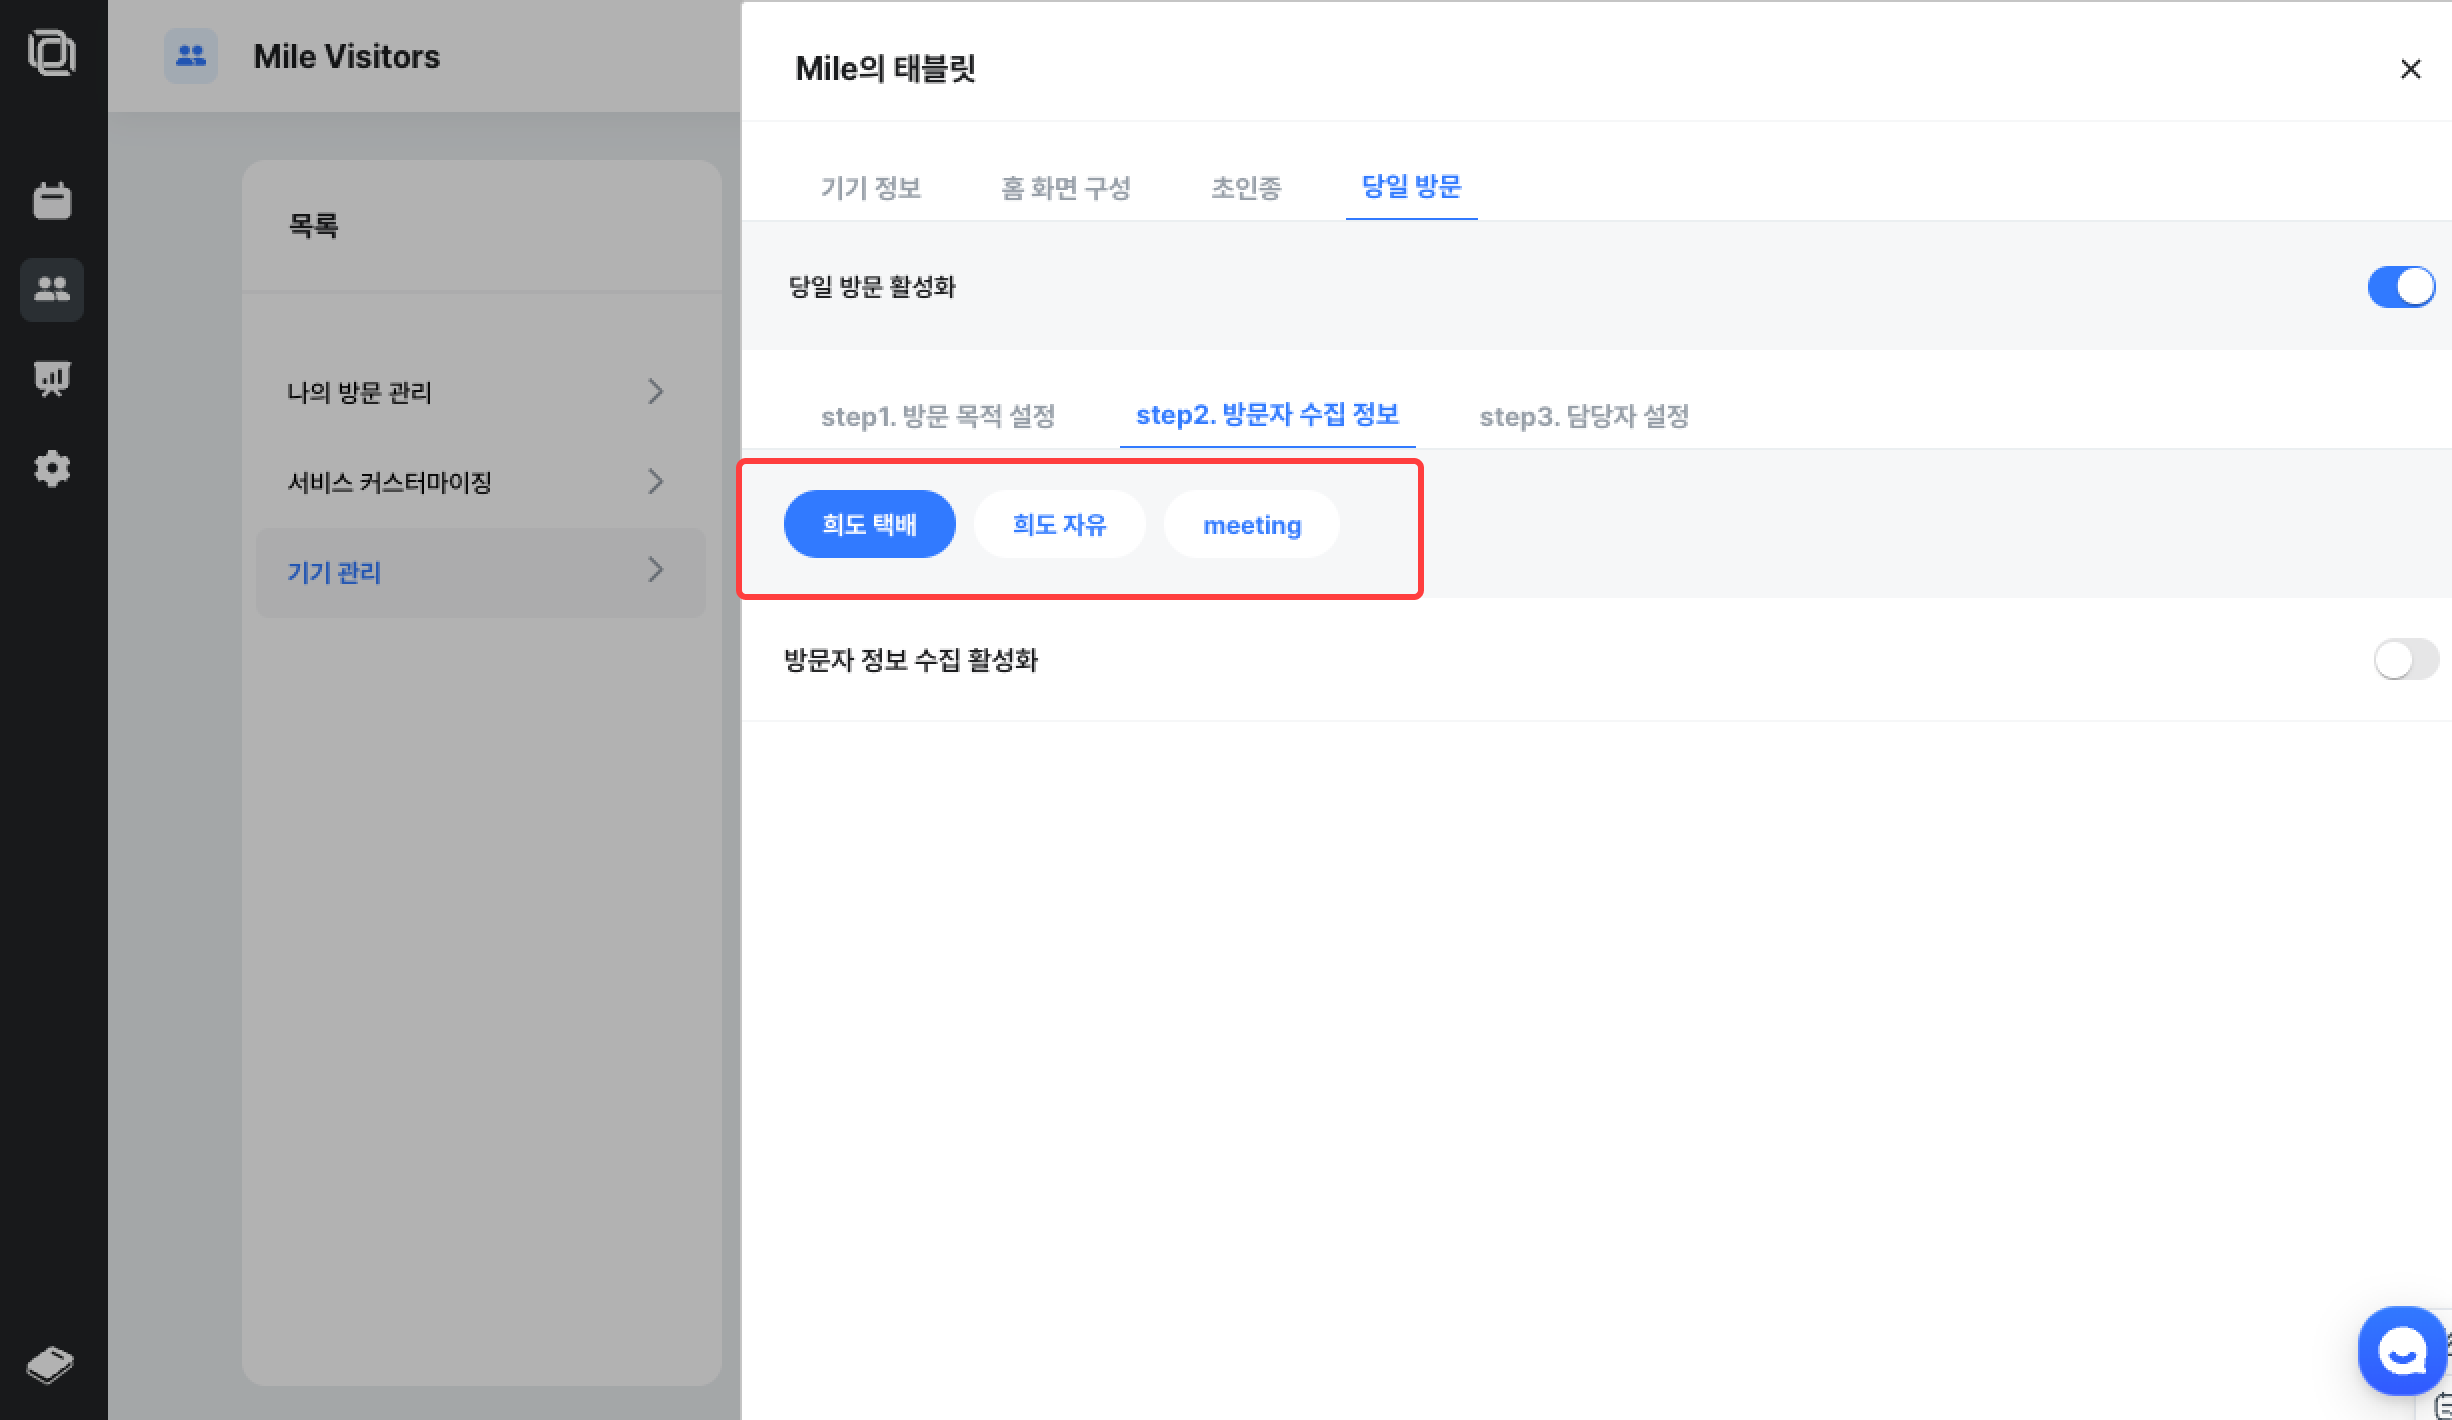 Mile Visitors
목록
나의 방문 관리
서비스 커스터마이징
기기 관리
Mile의 태블릿
기기 정보
홈 화면 구성
초인종
당일 방문
당일 방문 활성화
step1. 방문 목적 설정
step2. 방문자 수집 정보
step3. 담당자 설정
희도 택배
희도 자유
meeting
방문자 정보 수집 활성화